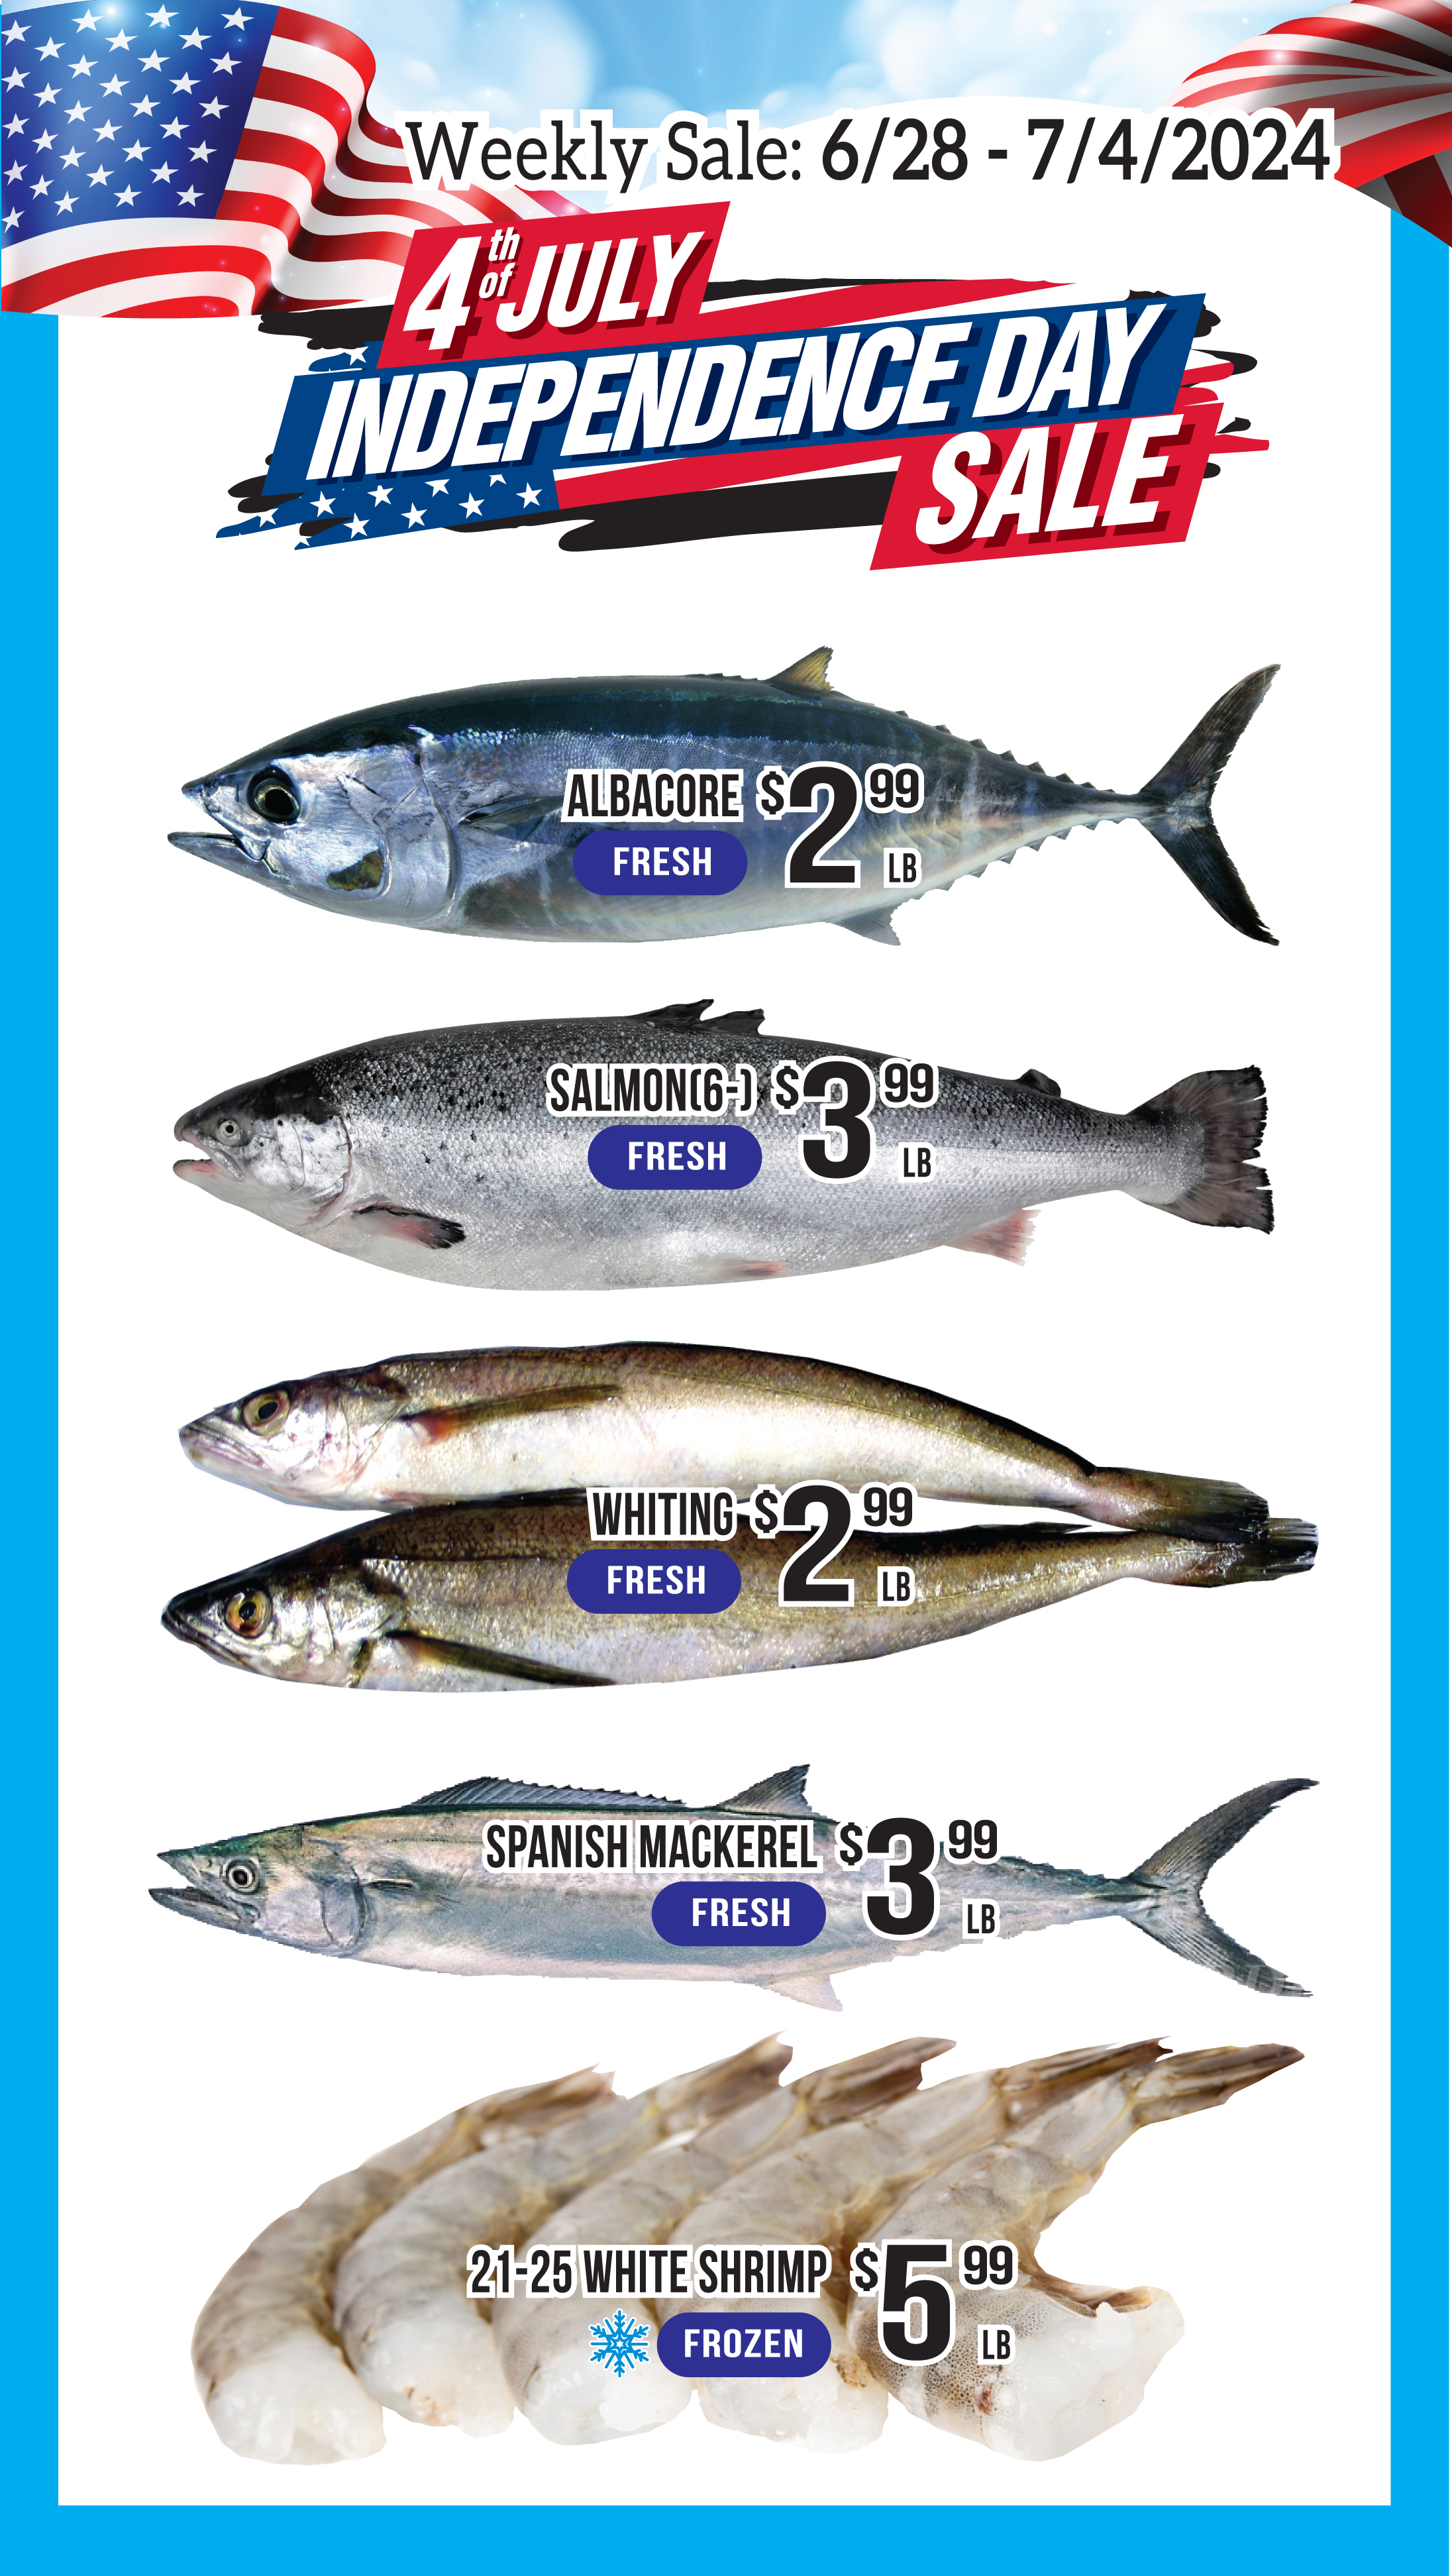 Weekly Sale: 6/28 - 7/4/2024
4th of JULY
INDEPENDENCE DAY
SALE
ALBACORE $2 99
FRESH LB
SALMON(6-) $3 99
FRESH LB
WHITING $2 99
FRESH LB
SPANISH MACKEREL $3 99
FRESH LB
21-25 WHITE SHRIMP $5 99
FROZEN LB